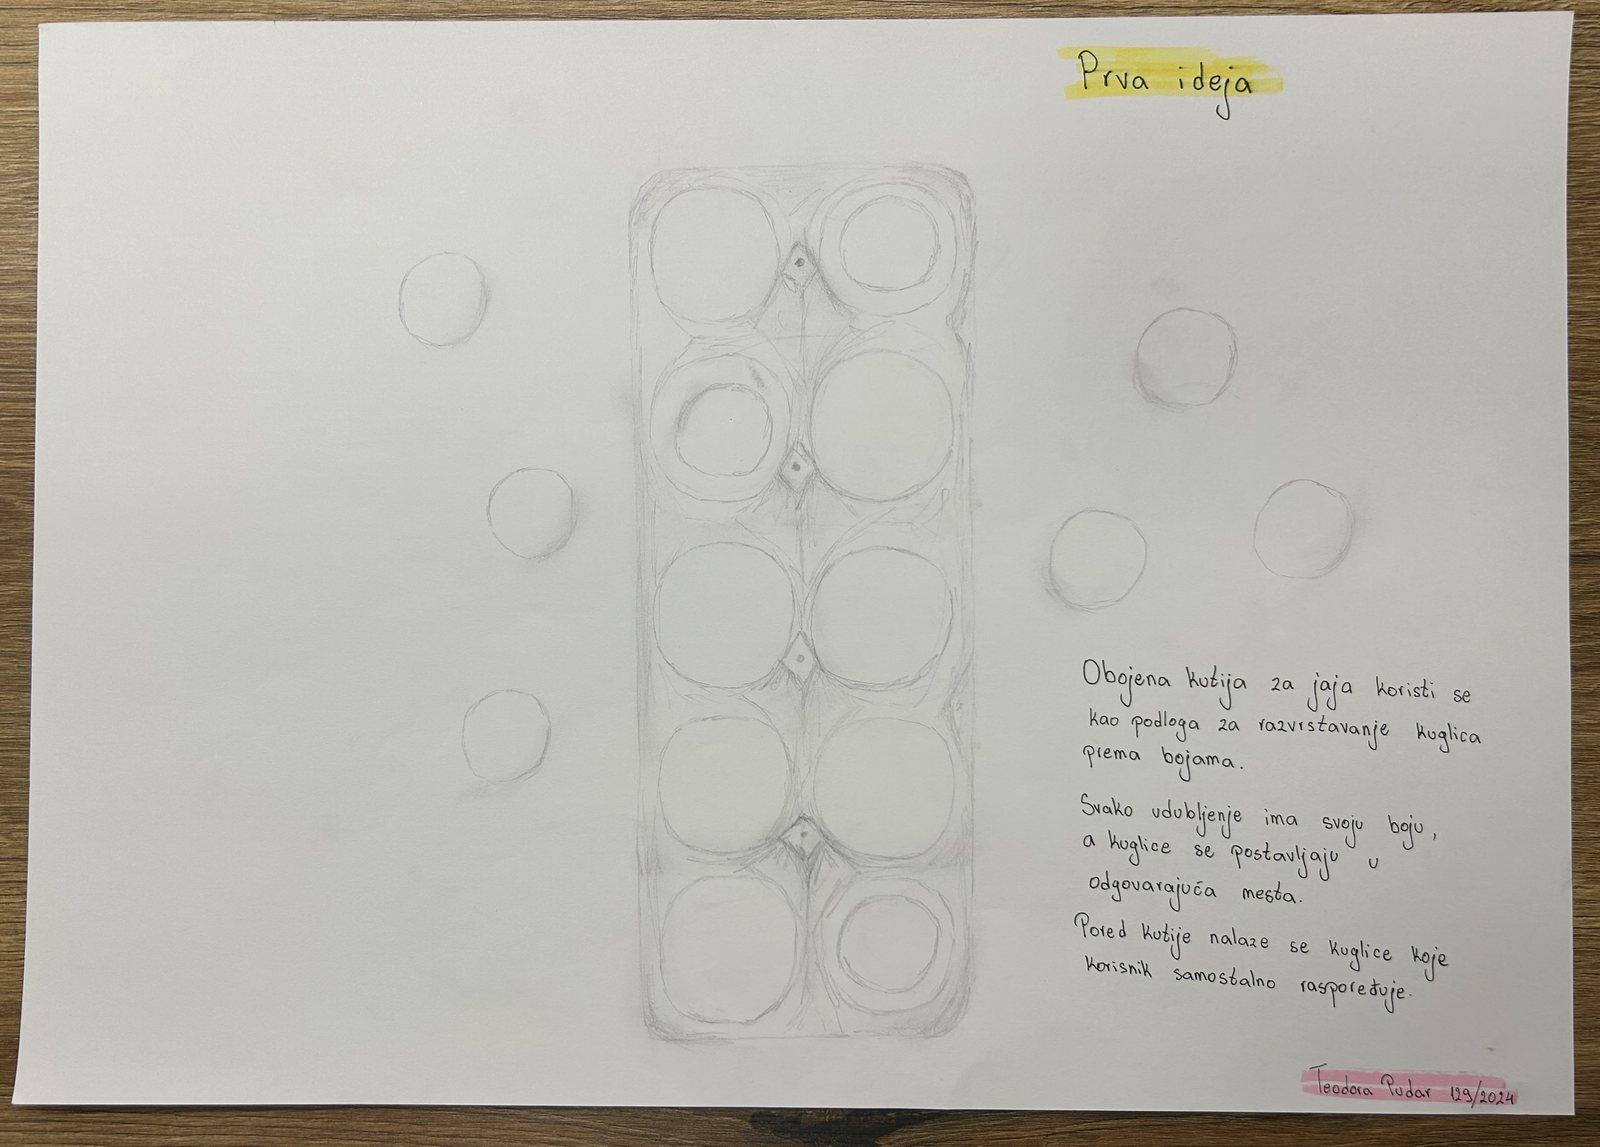 Prva ideja
Obojena kutija za jaja koristi se
kao podloga za razvrstavanje kuglica
prema bojama.
Svako udubljenje ima svoju boju,
a kuglice se postavljaju u
odgovarajuća mesta.
Pored kutije nalaze se kuglice koje
korisnik samostalno raspoređuje.
Teodora Pudar 129/2024